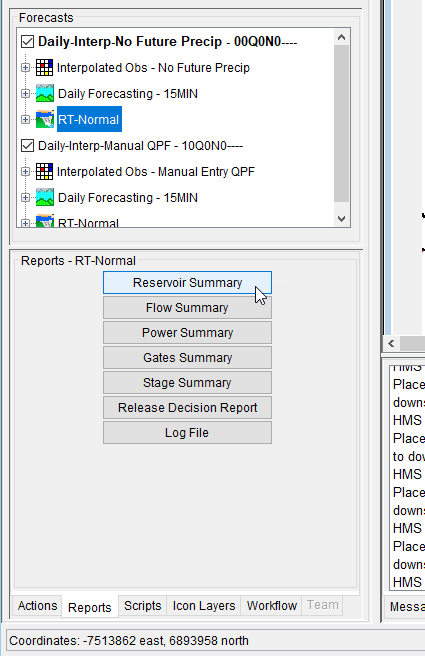 Forecasts
Daily-Interp-No Future Precip - 00Q0N0----
Interpolated Obs - No Future Precip
Daily Forecasting - 15MIN
RT-Normal
Daily-Interp-Manual QPF - 10Q0N0----
Interpolated Obs - Manual Entry QPF
Daily Forecasting - 15MIN
RT-Normal
Reports - RT-Normal
Reservoir Summary
Flow Summary
Power Summary
Gates Summary
Stage Summary
Release Decision Report
Log File
HMS
Place
downs
HMS
Place
to dow
HMS
Place
downs
HMS
Place
downs
HMS
Actions Reports Scripts Icon Layers Workflow Team
Messa
Coordinates: -7513862 east, 6893958 north